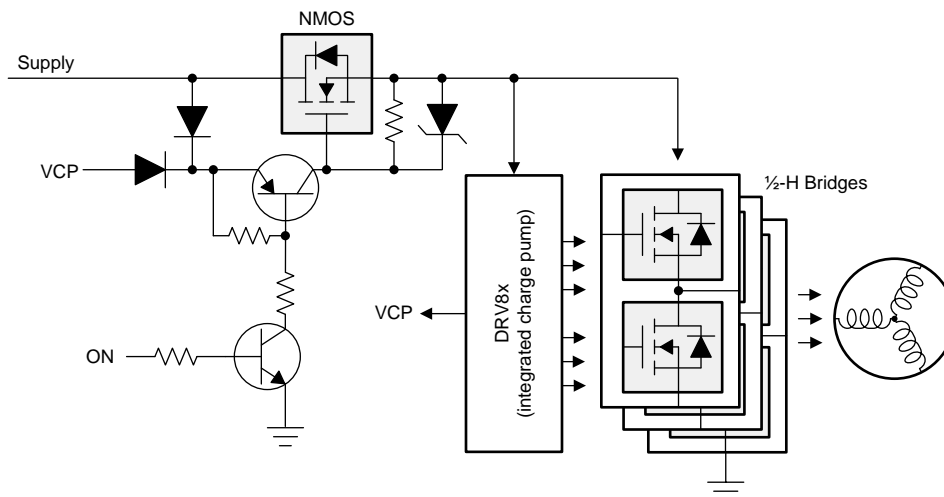 NMOS
Supply
VCP
½-H Bridges
DRV8x
(integrated charge pump)
VCP
ON